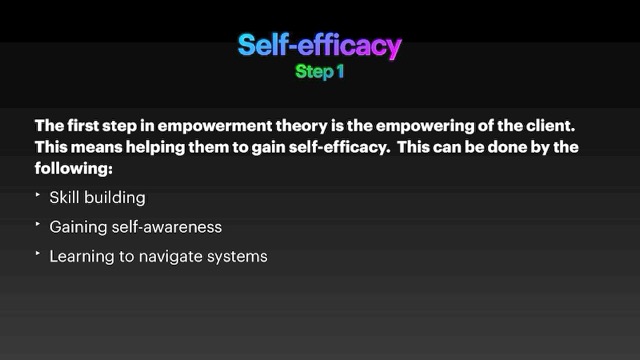 Self-efficacy
Step 1
The first step in empowerment theory is the empowering of the client.
This means helping them to gain self-efficacy.  This can be done by the
following:
‣ Skill building
‣ Gaining self-awareness
‣ Learning to navigate systems